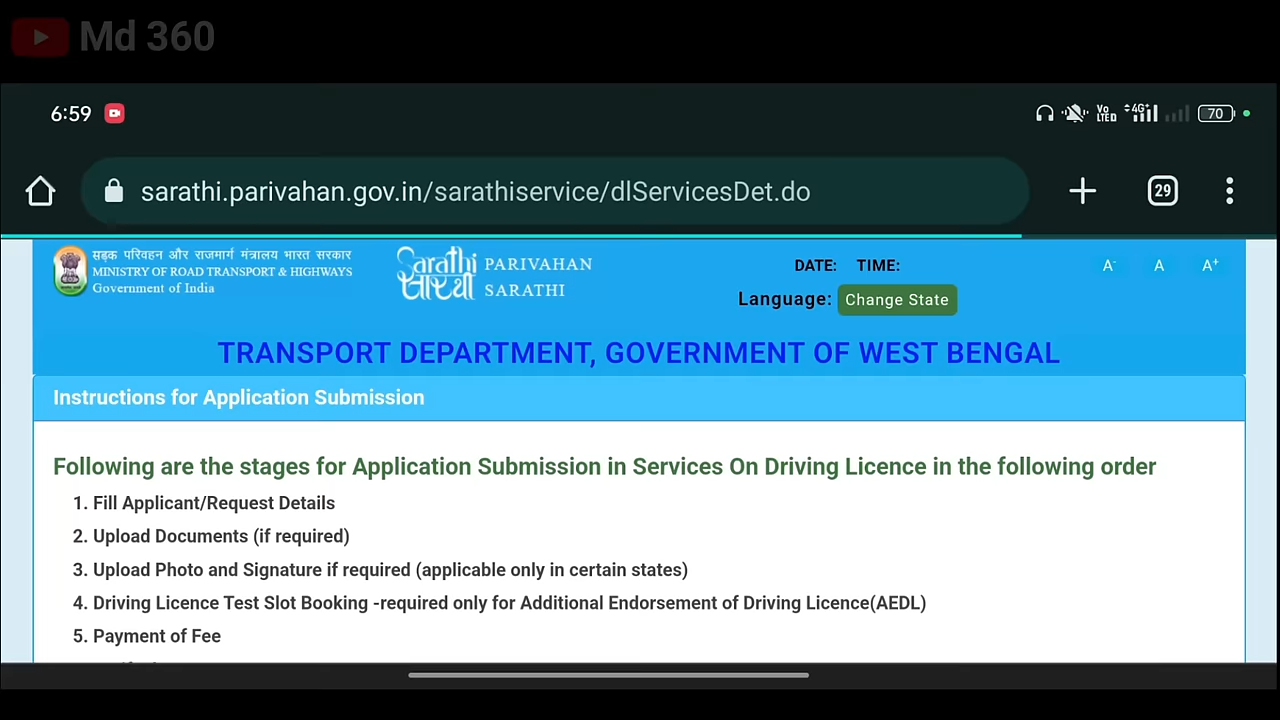 Md 360
6:59
Vo LTED 4G+ 70
sarathi.parivahan.gov.in/sarathiservice/dlServicesDet.do
29
सड़क परिवहन और राजमार्ग मंत्रालय भारत सरकार
MINISTRY OF ROAD TRANSPORT & HIGHWAYS
Government of India
Sarathi
सारथी
PARIVAHAN
SARATHI
DATE: TIME:
A- A A+
Language: Change State
TRANSPORT DEPARTMENT, GOVERNMENT OF WEST BENGAL
Instructions for Application Submission
Following are the stages for Application Submission in Services On Driving Licence in the following order
1. Fill Applicant/Request Details
2. Upload Documents (if required)
3. Upload Photo and Signature if required (applicable only in certain states)
4. Driving Licence Test Slot Booking -required only for Additional Endorsement of Driving Licence(AEDL)
5. Payment of Fee